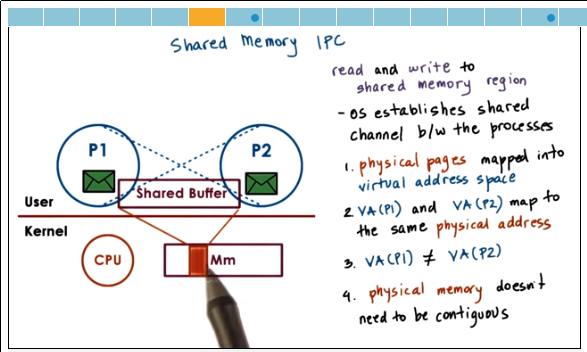 Shared Memory IPC
read and write to
shared memory region
- OS establishes shared
channel b/w the processes
1. physical pages mapped into
virtual address space
2. VA(P1) and VA(P2) map to
the same physical address
3. VA(P1) ≠ VA(P2)
4. physical memory doesn't
need to be contiguous
P1
P2
Shared Buffer
User
Kernel
CPU
Mm